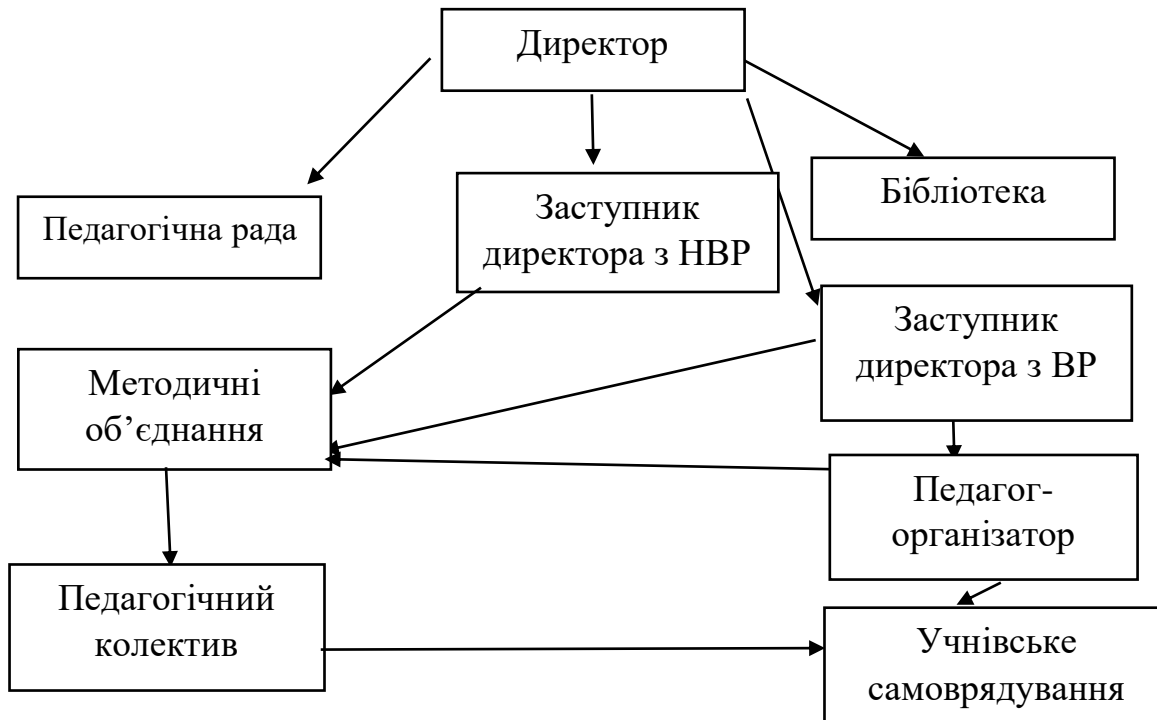 Директор
Педагогічна рада
Заступник
директора з НВР
Бібліотека
Заступник
директора з ВР
Методичні
об’єднання
Педагог-
організатор
Педагогічний
колектив
Учнівське
самоврядування